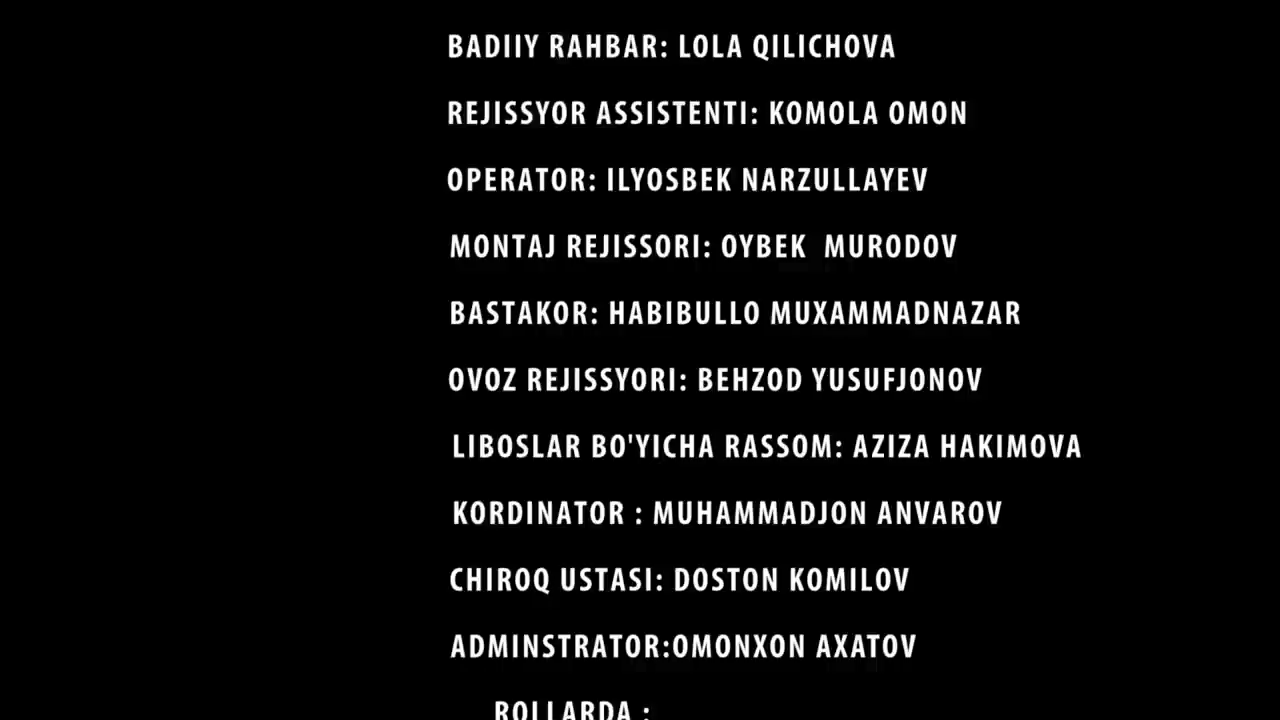 BADIIY RAHBAR: LOLA QILICHOVA
REJISSYOR ASSISTENTI: KOMOLA OMON
OPERATOR: ILYOSBEK NARZULLAYEV
MONTAJ REJISSORI: OYBEK  MURODOV
BASTAKOR: HABIBULLO MUXAMMADNAZAR
OVOZ REJISSYORI: BEHZOD YUSUFJONOV
LIBOSLAR BO'YICHA RASSOM: AZIZA HAKIMOVA
KORDINATOR : MUHAMMADJON ANVAROV
CHIROQ USTASI: DOSTON KOMILOV
ADMINSTRATOR:OMONXON AXATOV
ROLLARDA :